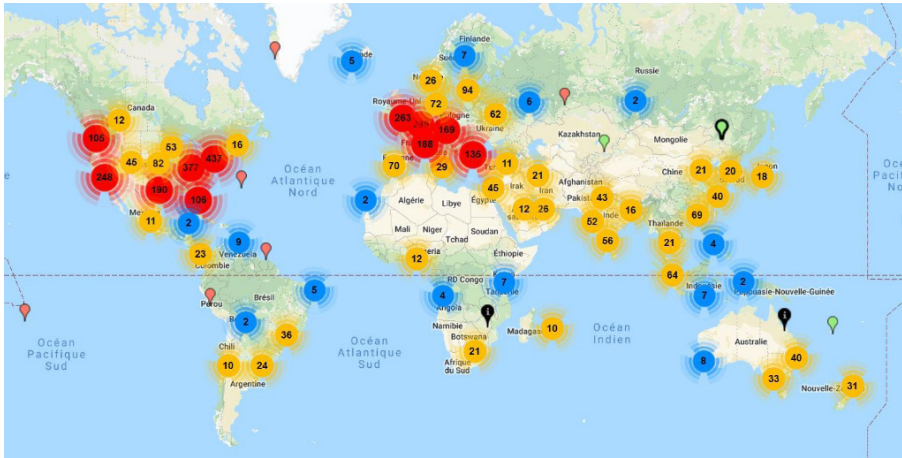 Finlande
5
7
Russie
26
94
6
2
12
Canada
Royaume-Uni
72
263
62
Ukraine
169
105
53
16
168
Kazakhstan
Mongolie
45
82
437
135
377
70
29
11
Chine
21
20
18
248
Océan
Atlantique
Nord
190
106
45
Irak
21
Iran
Afghanistan
43
40
Algérie
Libye
Égypte
Pakistan
2
12
26
16
11
2
Mali
Niger
Soudan
52
Thaïlande
69
Tchad
56
21
4
23
9
Venezuela
Colombie
12
Éthiopie
64
RD Congo
7
Tanzanie
Indonésie
7
2
Papouasie-Nouvelle-Guinée
5
Brésil
Pérou
4
Angola
2
36
Océan
Pacifique
Sud
Océan
Atlantique
Sud
Namibie
Botswana
Madagascar
10
Océan
Indien
Australie
Chili
10
24
Argentine
21
Afrique
du Sud
8
40
33
Nouvelle-Zé
31